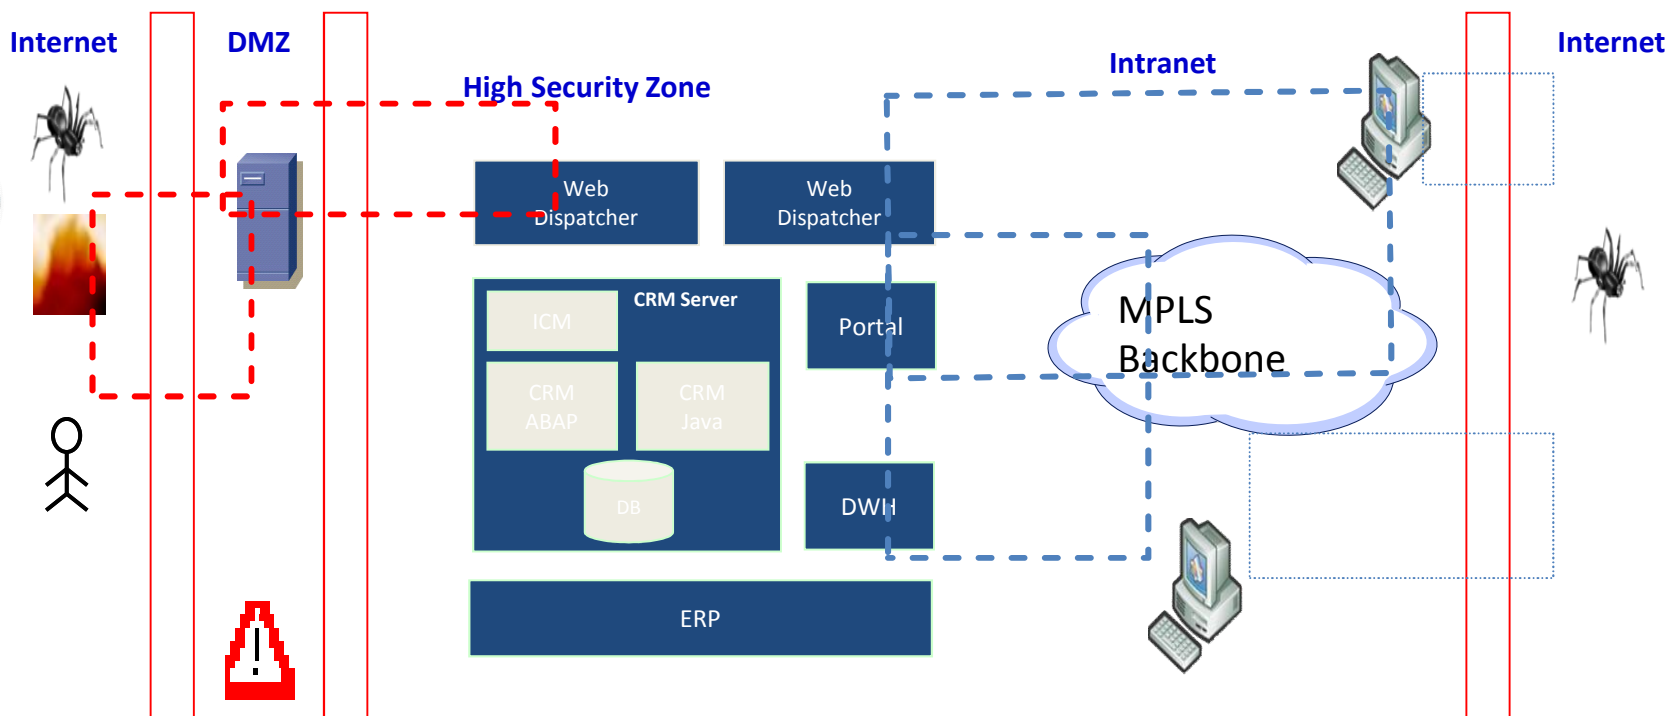 Internet
DMZ
High Security Zone
Intranet
Internet
Web
Dispatcher
Web
Dispatcher
CRM Server
ICM
CRM
ABAP
CRM
Java
DB
Portal
DWH
ERP
MPLS
Backbone
!